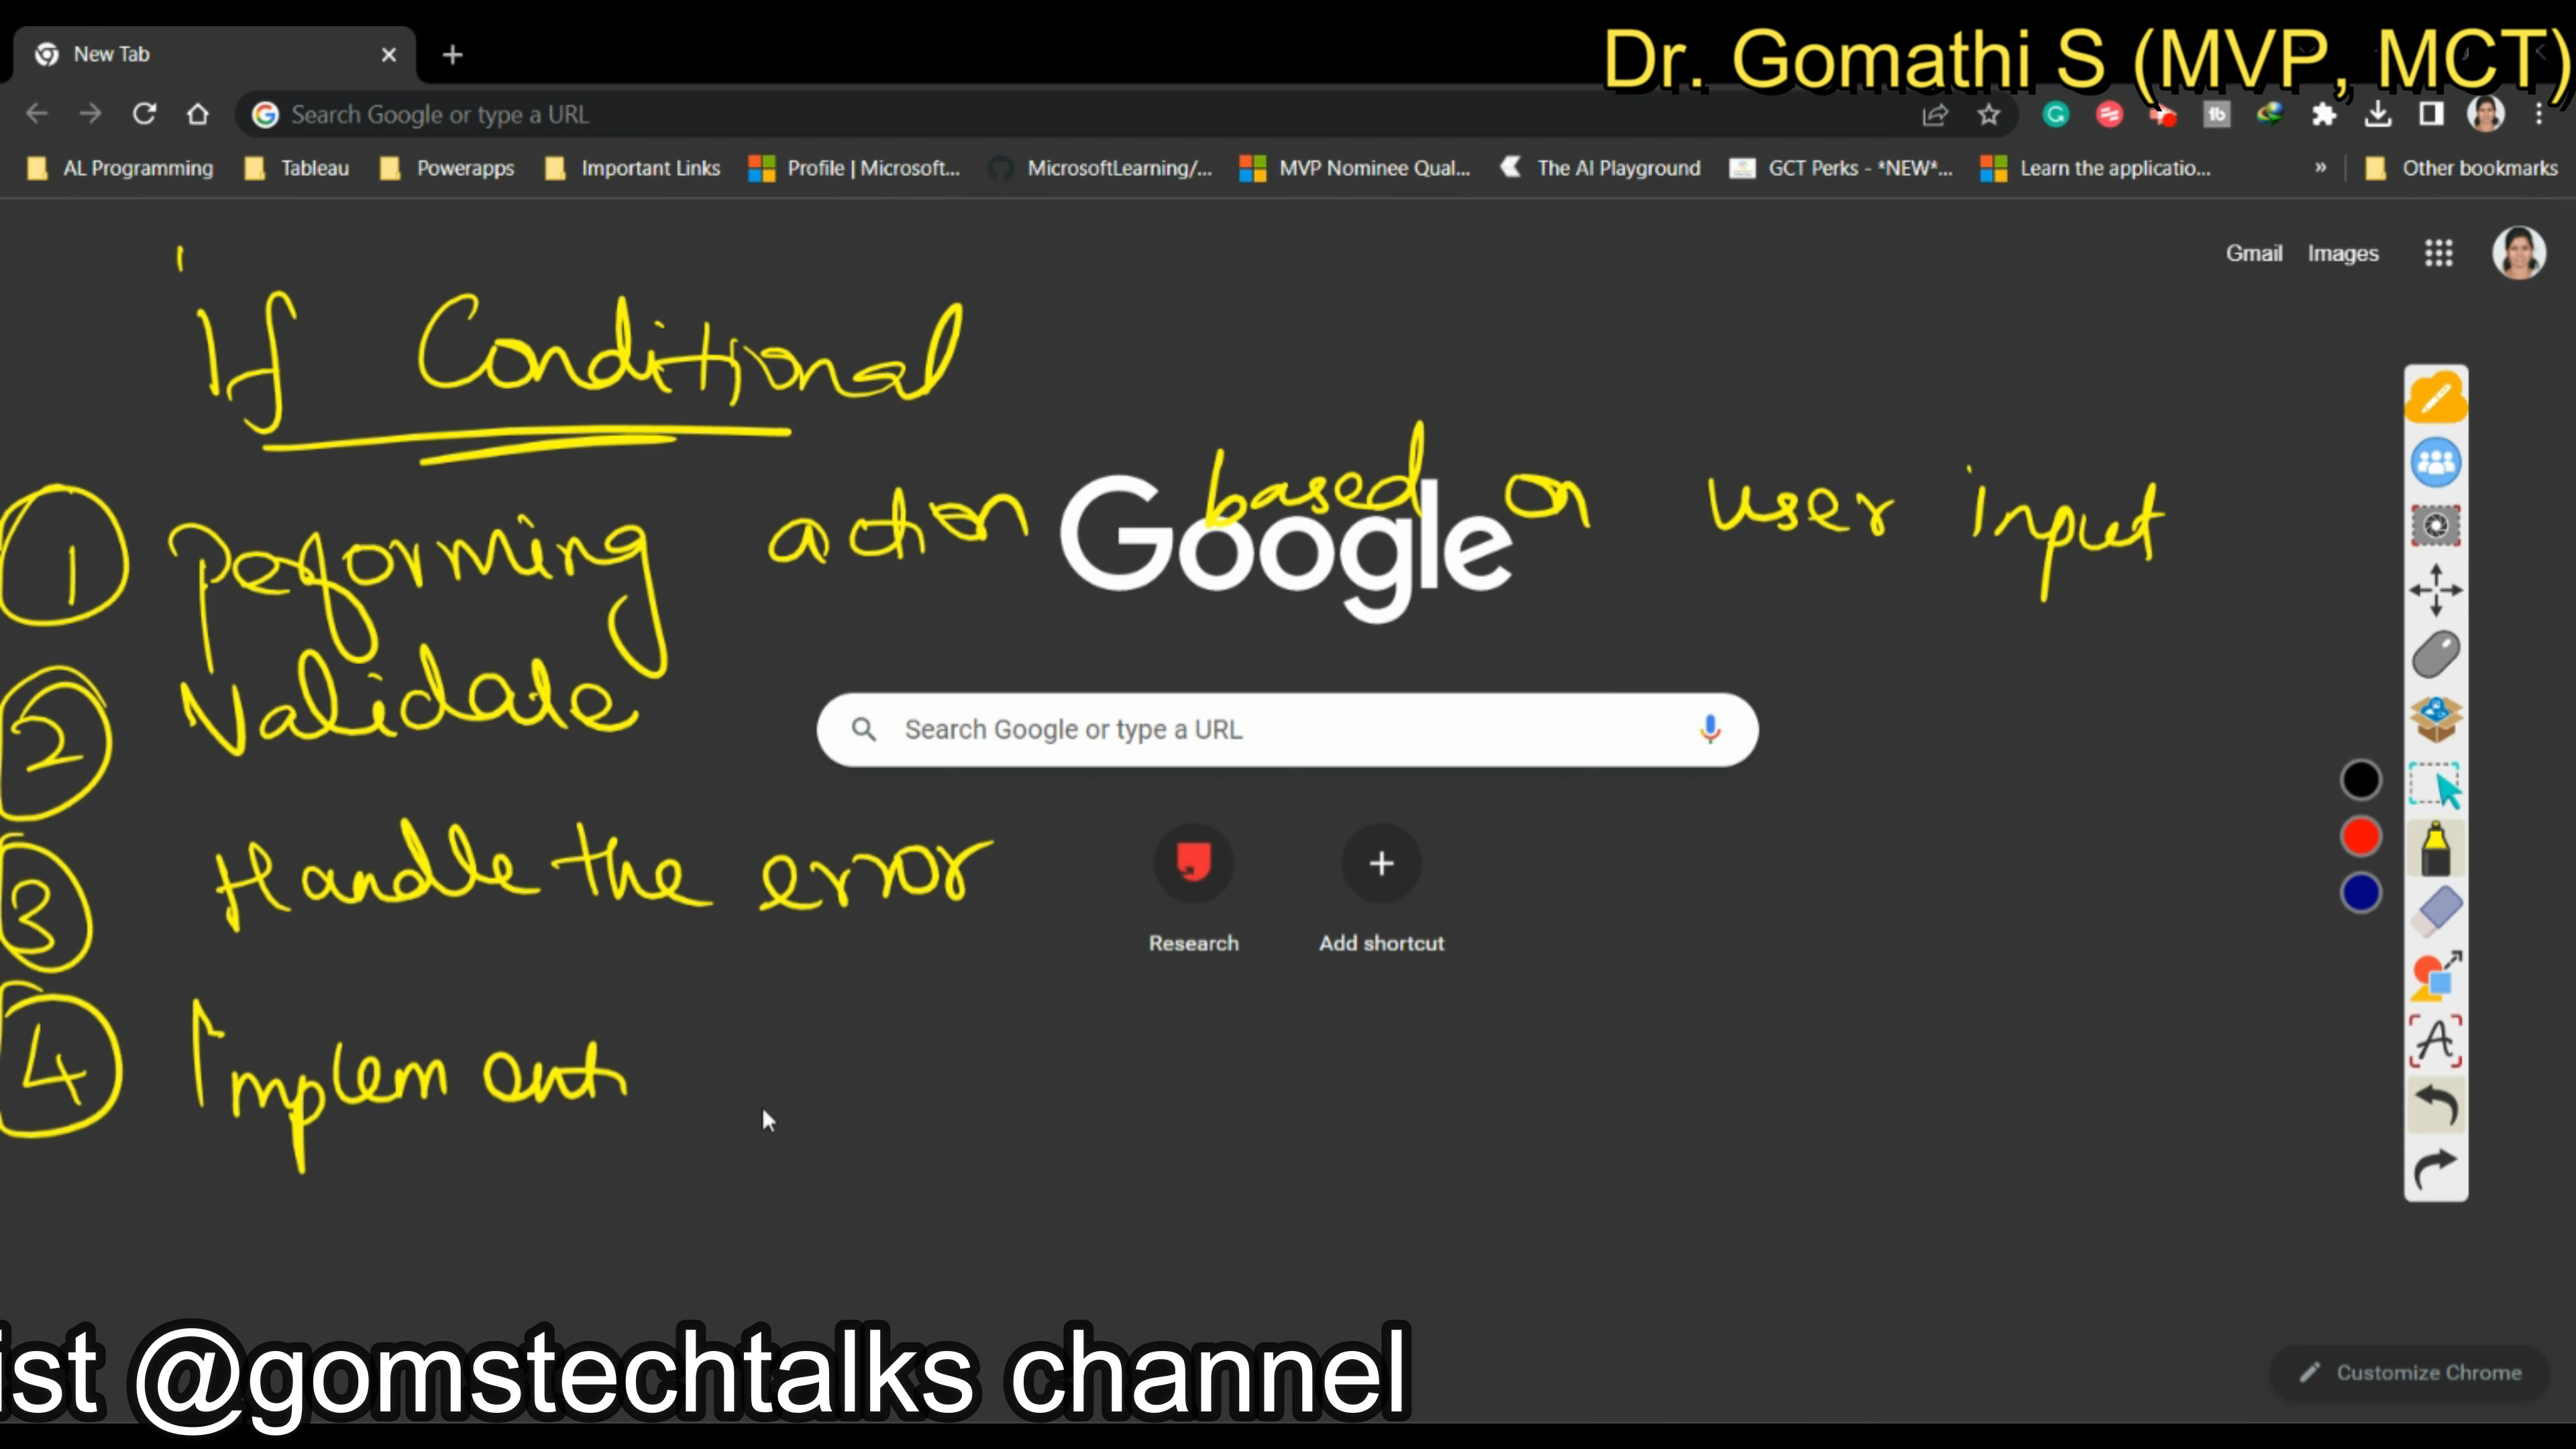 New Tab
Dr. Gomathi S (MVP, MCT)
Search Google or type a URL
AL Programming Tableau Powerapps Important Links Profile | Microsoft... MicrosoftLearning/... MVP Nominee Qual... The AI Playground GCT Perks - *NEW*... Learn the applicatio... » Other bookmarks
Gmail Images
If Conditional
1 Peforming action based on user input
Google
2 Validate
Search Google or type a URL
3 Handle the error
Research Add shortcut
4 Implement
ist @gomstechtalks channel
Customize Chrome